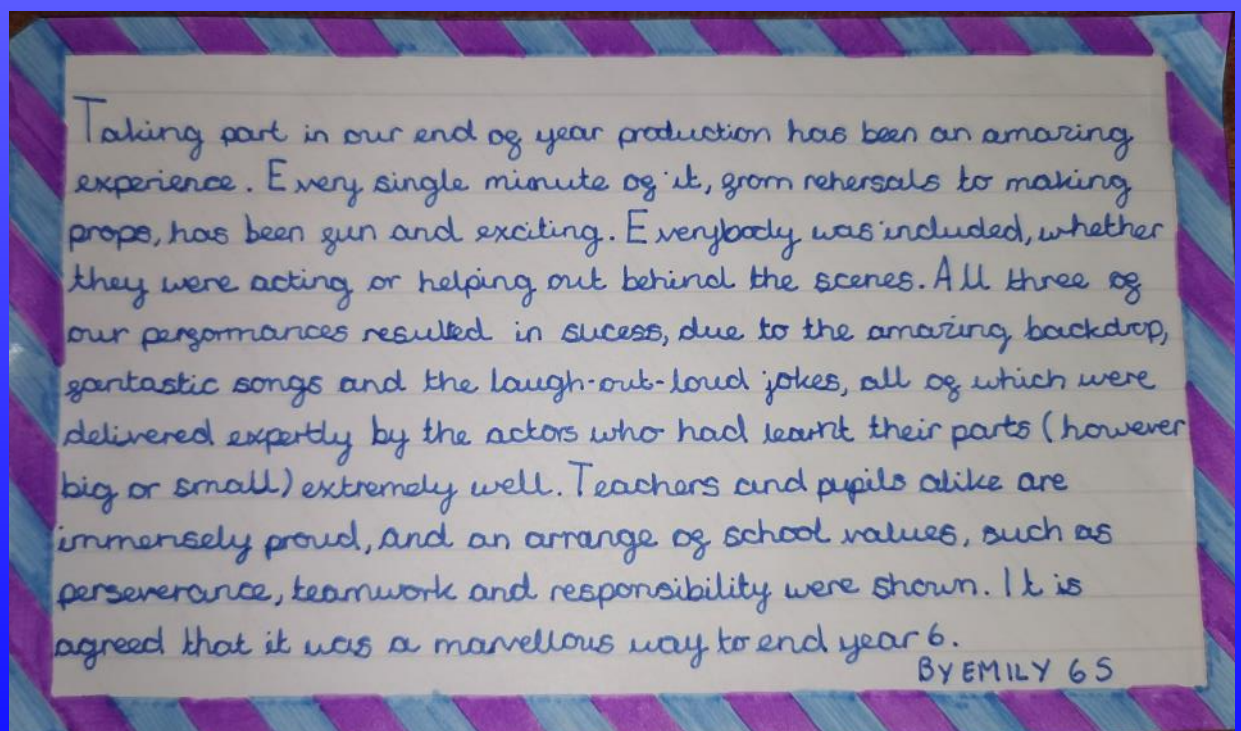 Taking part in our end of year production has been an amazing
experience. Every single minute of it, from rehersals to making
props, has been fun and exciting. Everybody was included, whether
they were acting or helping out behind the scenes. All three of
our performances resulted in sucess, due to the amazing backdrop,
fantastic songs and the laugh-out-loud jokes, all of which were
delivered expertly by the actors who had learnt their parts (however
big or small) extremely well. Teachers and pupils alike are
immensely proud, and an arrange of school values, such as
perseverance, teamwork and responsibility were shown. It is
agreed that it was a marvellous way to end year 6.
BY EMILY 6S